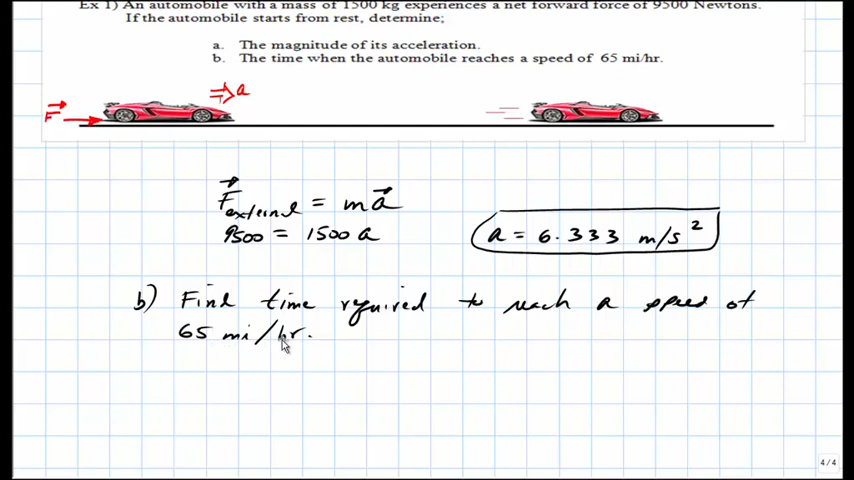 Ex 1) An automobile with a mass of 1500 kg experiences a net forward force of 9500 Newtons.
If the automobile starts from rest, determine;
a. The magnitude of its acceleration.
b. The time when the automobile reaches a speed of 65 mi/hr.
F
a
F external = m a
9500 = 1500 a
a = 6.333 m/s²
b) Find time required to reach a speed of
65 mi/hr.
4/4